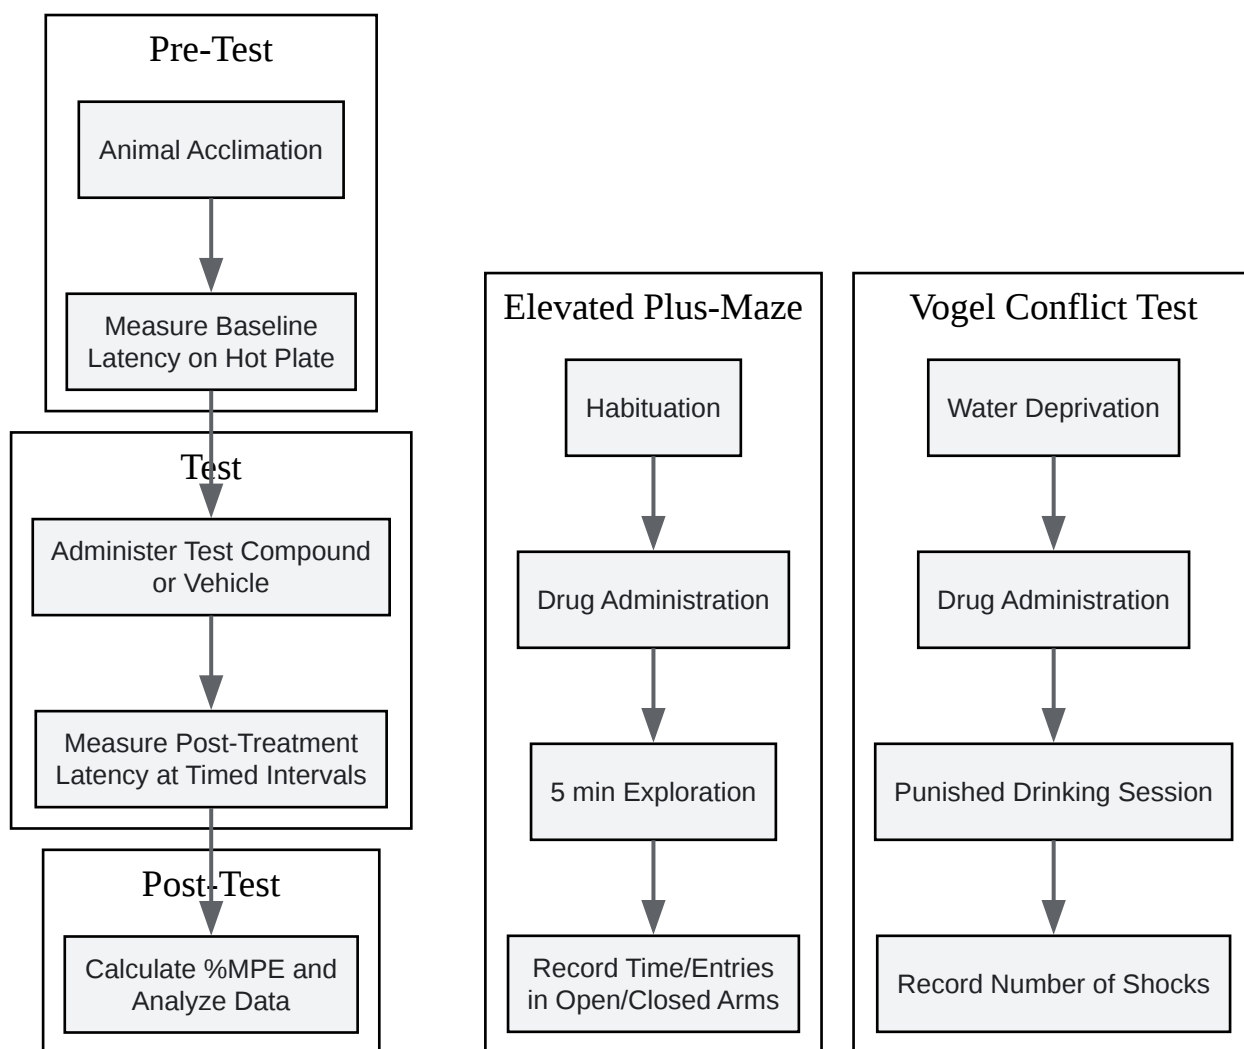 Pre-Test
Animal Acclimation
Measure Baseline
Latency on Hot Plate
Test
Administer Test Compound
or Vehicle
Measure Post-Treatment
Latency at Timed Intervals
Post-Test
Calculate %MPE and
Analyze Data
Elevated Plus-Maze
Habituation
Drug Administration
5 min Exploration
Record Time/Entries
in Open/Closed Arms
Vogel Conflict Test
Water Deprivation
Drug Administration
Punished Drinking Session
Record Number of Shocks